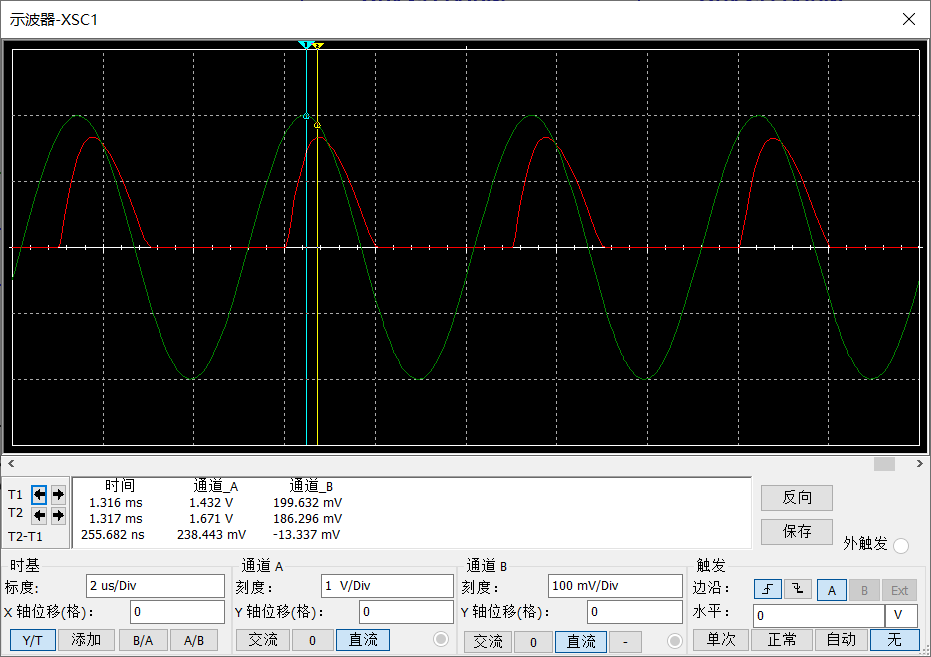 示波器-XSC1
1 2
时间 通道_A 通道_B
T1 1.316 ms 1.432 V 199.632 mV
T2 1.317 ms 1.671 V 186.296 mV
T2-T1 255.682 ns 238.443 mV -13.337 mV
反向
保存
外触发
时基 通道 A 通道 B 触发
标度: 2 us/Div 刻度: 1 V/Div 刻度: 100 mV/Div 边沿: A B Ext
X 轴位移(格): 0 Y 轴位移(格): 0 Y 轴位移(格): 0 水平: 0 V
Y/T 添加 B/A A/B 交流 0 直流 交流 0 直流 - 单次 正常 自动 无